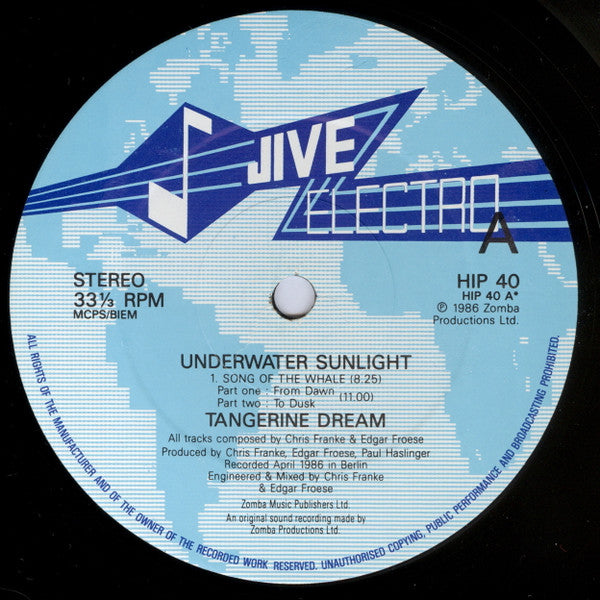 JIVE
ELECTRO
A
STEREO
33⅓ RPM
MCPS/BIEM
HIP 40
HIP 40 A*
℗ 1986 Zomba
Productions Ltd.
UNDERWATER SUNLIGHT
1. SONG OF THE WHALE (8.25)
Part one : From Dawn
Part two : To Dusk (11.00)
TANGERINE DREAM
All tracks composed by Chris Franke & Edgar Froese
Produced by Chris Franke, Edgar Froese, Paul Haslinger
Recorded April 1986 in Berlin
Engineered & Mixed by Chris Franke
& Edgar Froese
Zomba Music Publishers Ltd.
An original sound recording made by
Zomba Productions Ltd.
ALL RIGHTS OF THE MANUFACTURER AND OF THE OWNER OF THE RECORDED WORK RESERVED. UNAUTHORISED COPYING, PUBLIC PERFORMANCE AND BROADCASTING PROHIBITED.